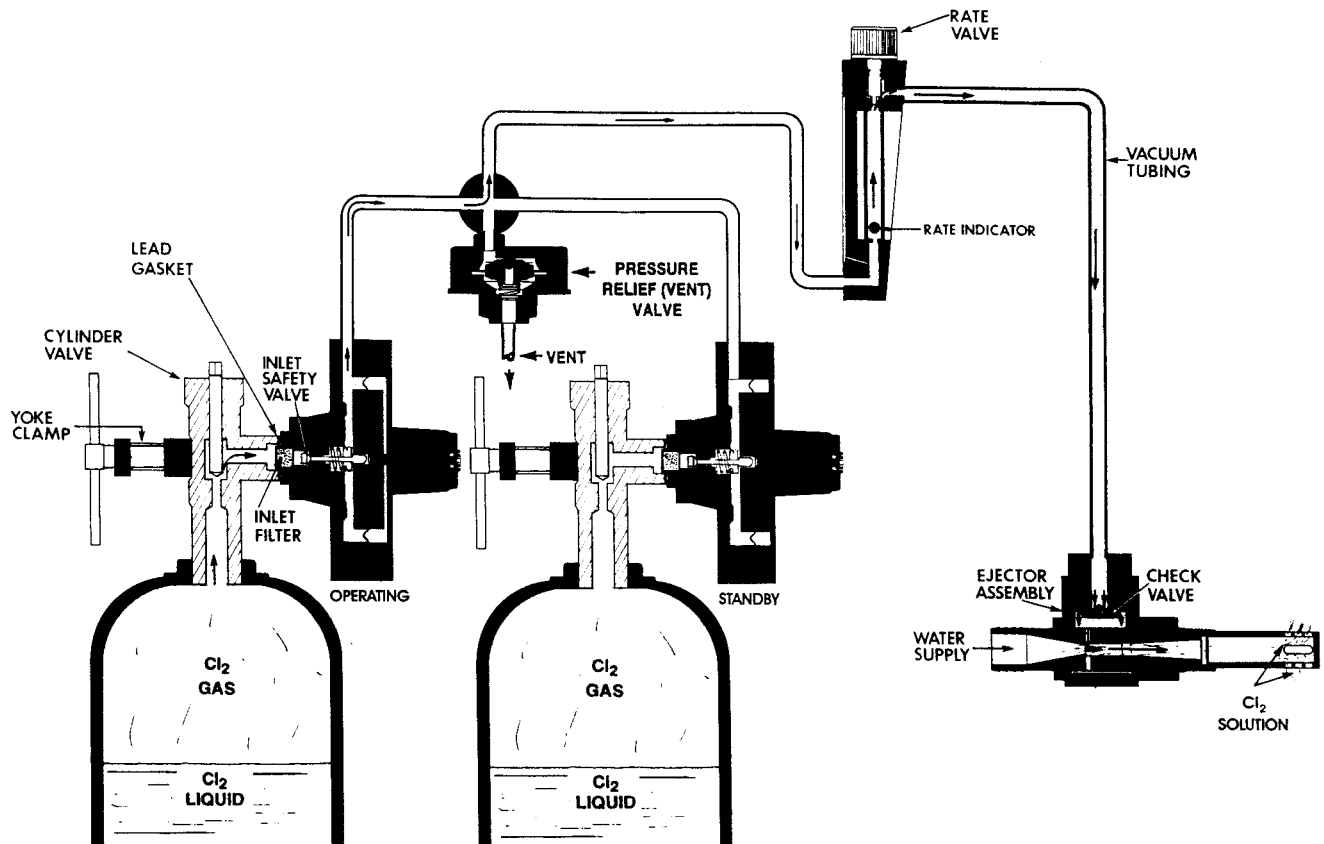 RATE
VALVE
VACUUM
TUBING
RATE INDICATOR
LEAD
GASKET
PRESSURE
RELIEF (VENT)
VALVE
CYLINDER
VALVE
INLET
SAFETY
VALVE
VENT
YOKE
CLAMP
INLET
FILTER
OPERATING
STANDBY
EJECTOR
ASSEMBLY
CHECK
VALVE
WATER
SUPPLY
Cl₂
SOLUTION
Cl₂
GAS
Cl₂
GAS
Cl₂
LIQUID
Cl₂
LIQUID